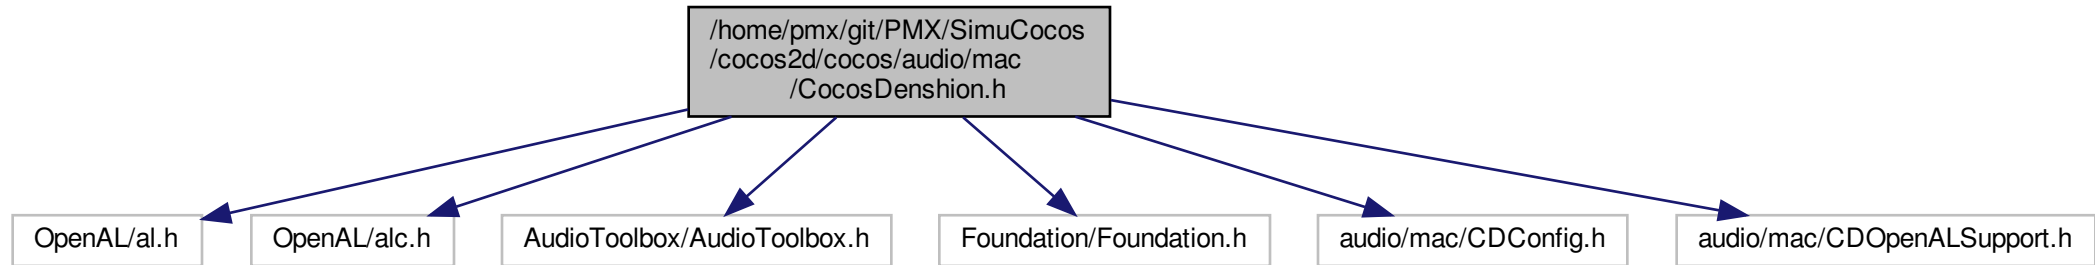 /home/pmx/git/PMX/SimuCocos
/cocos2d/cocos/audio/mac
/CocosDenshion.h
OpenAL/al.h
OpenAL/alc.h
AudioToolbox/AudioToolbox.h
Foundation/Foundation.h
audio/mac/CDConfig.h
audio/mac/CDOpenALSupport.h